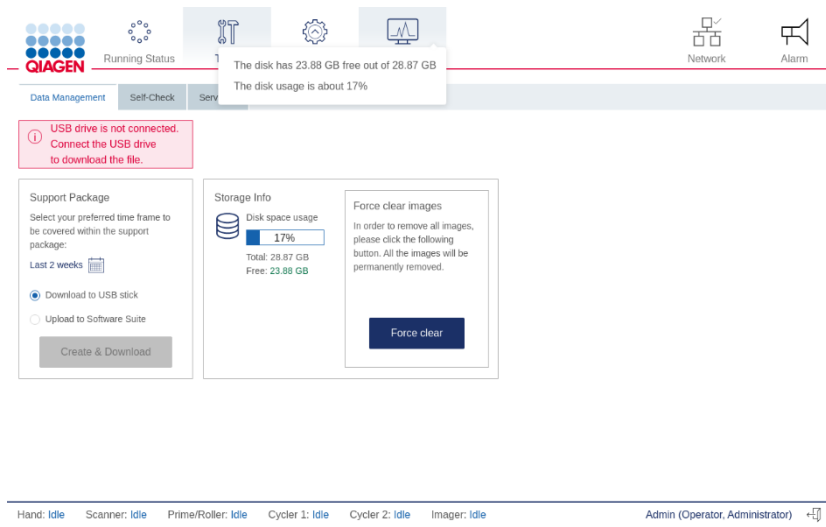 QIAGEN
Running Status
T
Network
Alarm
The disk has 23.88 GB free out of 28.87 GB
The disk usage is about 17%
Data Management
Self-Check
Serv
USB drive is not connected.
Connect the USB drive
to download the file.
Support Package
Select your preferred time frame to
be covered within the support
package:
Last 2 weeks
Download to USB stick
Upload to Software Suite
Create & Download
Storage Info
Disk space usage
17%
Total: 28.87 GB
Free: 23.88 GB
Force clear images
In order to remove all images,
please click the following
button. All the images will be
permanently removed.
Force clear
Hand: Idle Scanner: Idle Prime/Roller: Idle Cycler 1: Idle Cycler 2: Idle Imager: Idle Admin (Operator, Administrator)